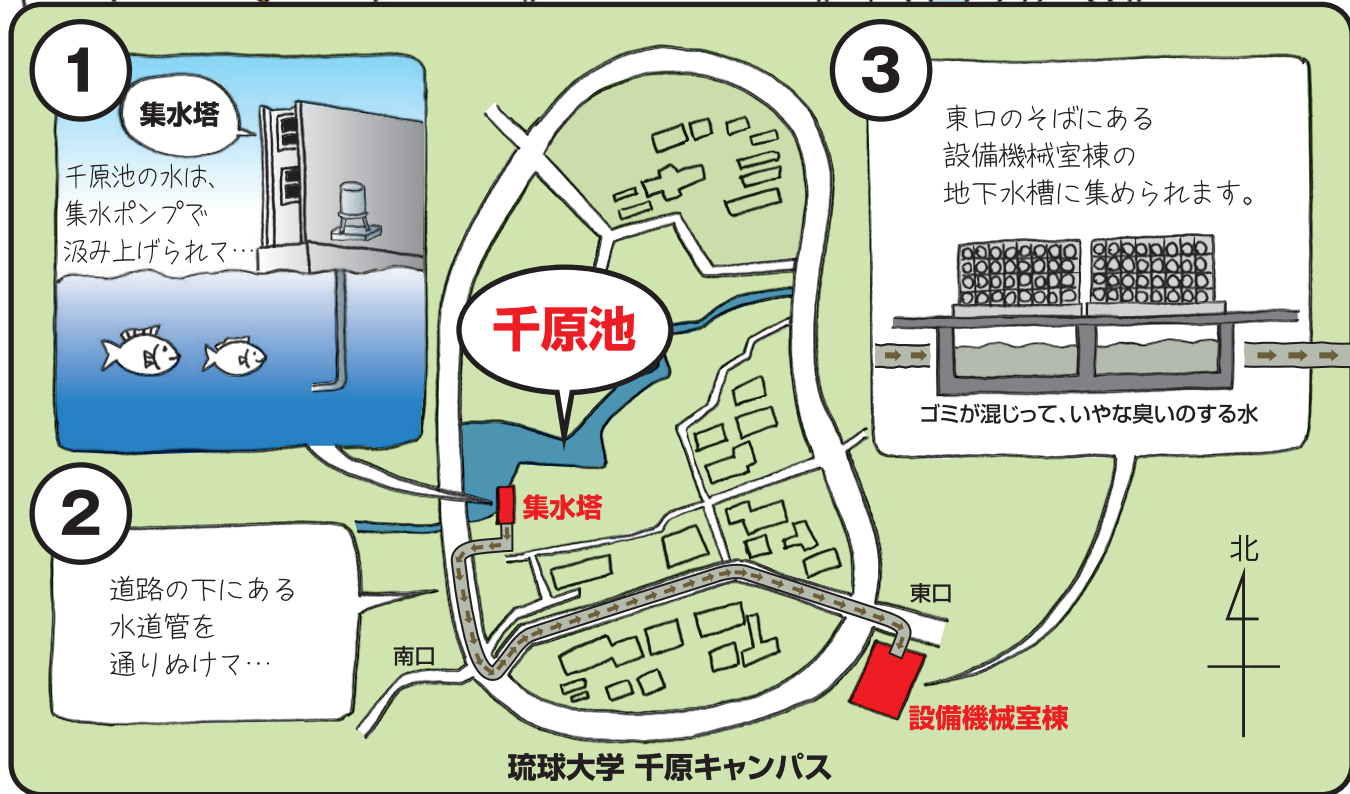 1
集水塔
千原池の水は、
集水ポンプで
汲み上げられて…
2
道路の下にある
水道管を
通りぬけて…
3
東口のそばにある
設備機械室棟の
地下水槽に集められます。
ゴミが混じって、いやな臭いのする水
千原池
集水塔
南口
東口
設備機械室棟
北
琉球大学 千原キャンパス